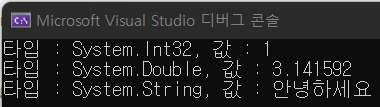 Microsoft Visual Studio 디버그 콘솔
타입 : System.Int32, 값 : 1
타입 : System.Double, 값 : 3.141592
타입 : System.String, 값 : 안녕하세요